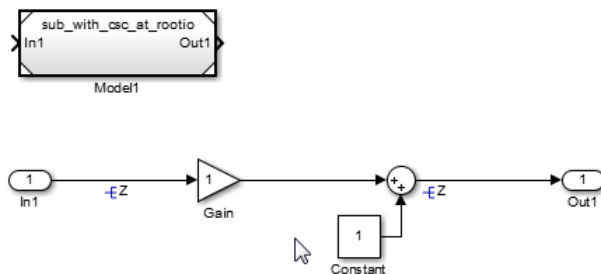 sub_with_csc_at_rootio
In1 Out1
Model1
1 1 1
Z Z
In1 Gain Out1
1
Constant